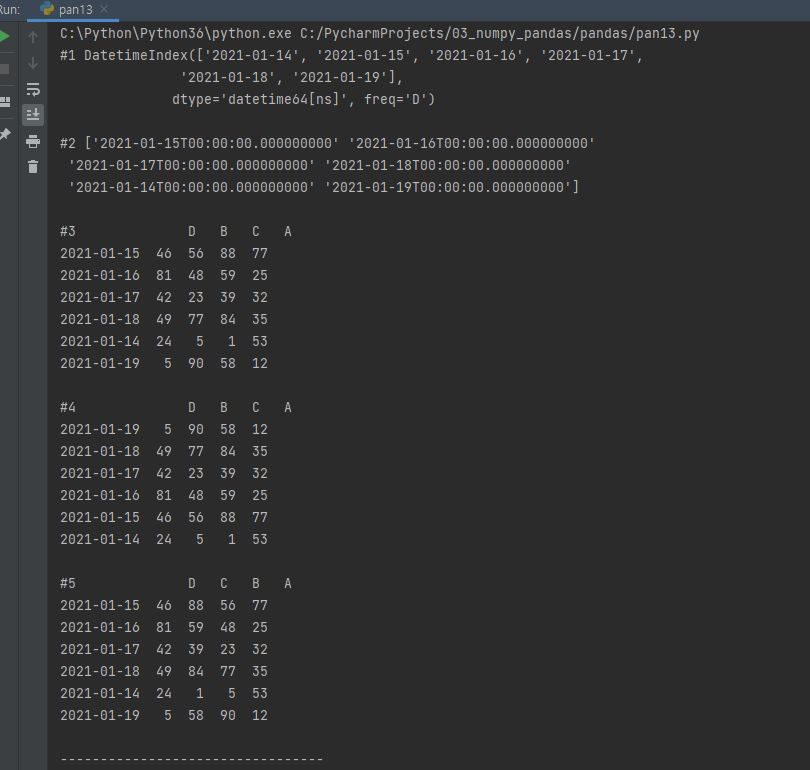 Run: pan13
C:\Python\Python36\python.exe C:/PycharmProjects/03_numpy_pandas/pandas/pan13.py
#1 DatetimeIndex(['2021-01-14', '2021-01-15', '2021-01-16', '2021-01-17',
               '2021-01-18', '2021-01-19'],
              dtype='datetime64[ns]', freq='D')

#2 ['2021-01-15T00:00:00.000000000' '2021-01-16T00:00:00.000000000'
 '2021-01-17T00:00:00.000000000' '2021-01-18T00:00:00.000000000'
 '2021-01-14T00:00:00.000000000' '2021-01-19T00:00:00.000000000']

#3              D   B   C   A
2021-01-15  46  56  88  77
2021-01-16  81  48  59  25
2021-01-17  42  23  39  32
2021-01-18  49  77  84  35
2021-01-14  24   5   1  53
2021-01-19   5  90  58  12

#4              D   B   C   A
2021-01-19   5  90  58  12
2021-01-18  49  77  84  35
2021-01-17  42  23  39  32
2021-01-16  81  48  59  25
2021-01-15  46  56  88  77
2021-01-14  24   5   1  53

#5              D   C   B   A
2021-01-15  46  88  56  77
2021-01-16  81  59  48  25
2021-01-17  42  39  23  32
2021-01-18  49  84  77  35
2021-01-14  24   1   5  53
2021-01-19   5  58  90  12

---------------------------------